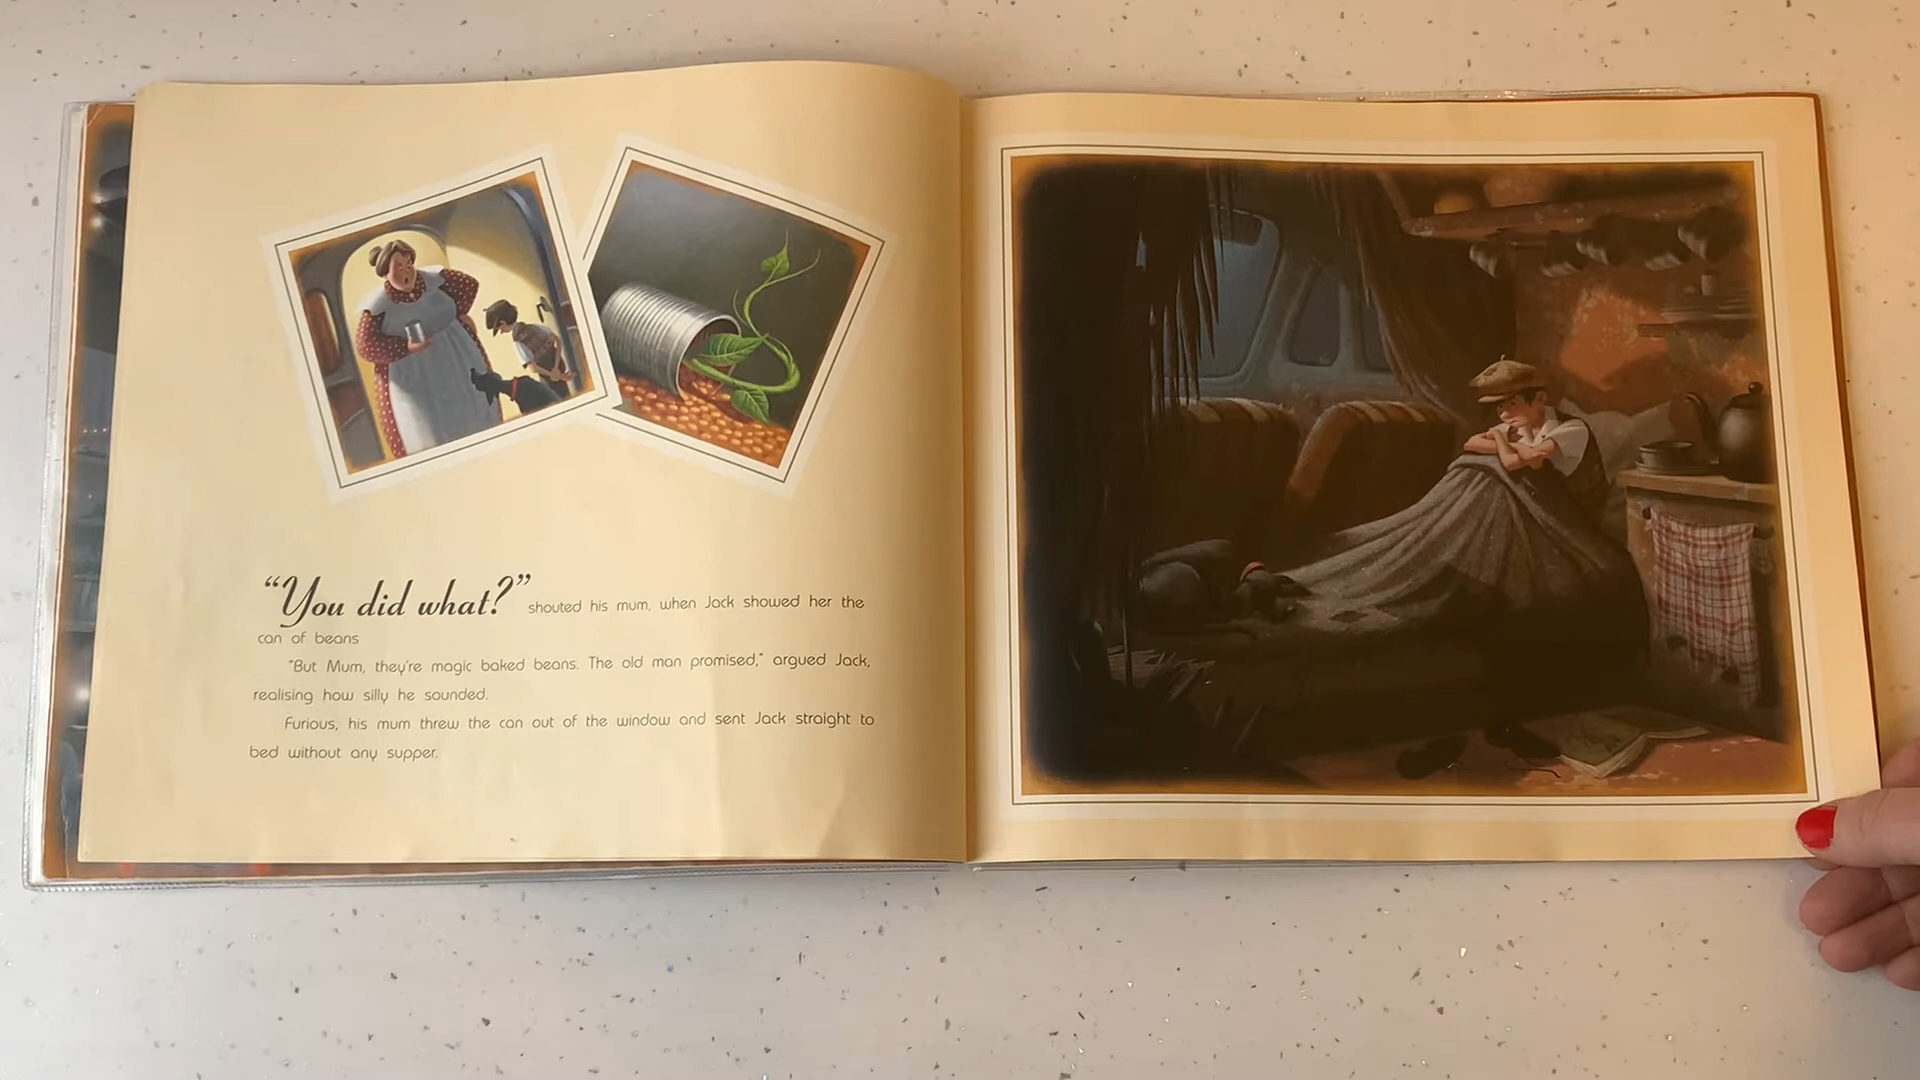 “You did what?” shouted his mum, when Jack showed her the
can of beans
“But Mum, they're magic baked beans. The old man promised,” argued Jack,
realising how silly he sounded.
Furious, his mum threw the can out of the window and sent Jack straight to
bed without any supper.